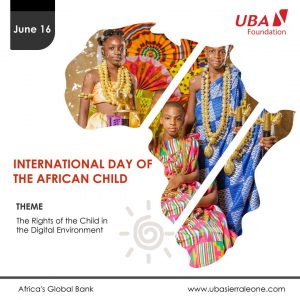 June 16
UBA
Foundation
INTERNATIONAL DAY OF
THE AFRICAN CHILD
THEME
The Rights of the Child in
the Digital Environment
Africa's Global Bank
www.ubasierraleone.com